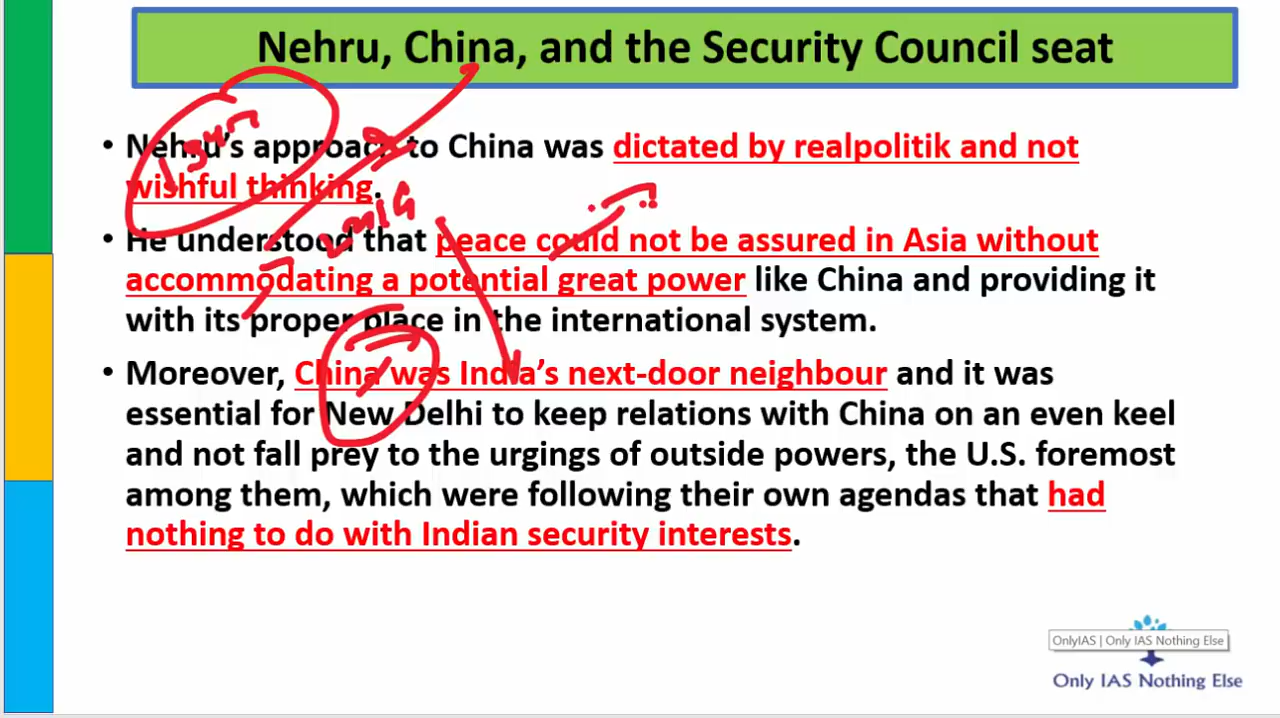 Nehru, China, and the Security Council seat
• Nehru's approach to China was dictated by realpolitik and not
wishful thinking.
• He understood that peace could not be assured in Asia without
accommodating a potential great power like China and providing it
with its proper place in the international system.
• Moreover, China was India's next-door neighbour and it was
essential for New Delhi to keep relations with China on an even keel
and not fall prey to the urgings of outside powers, the U.S. foremost
among them, which were following their own agendas that had
nothing to do with Indian security interests.
OnlyIAS | Only IAS Nothing Else
Only IAS Nothing Else